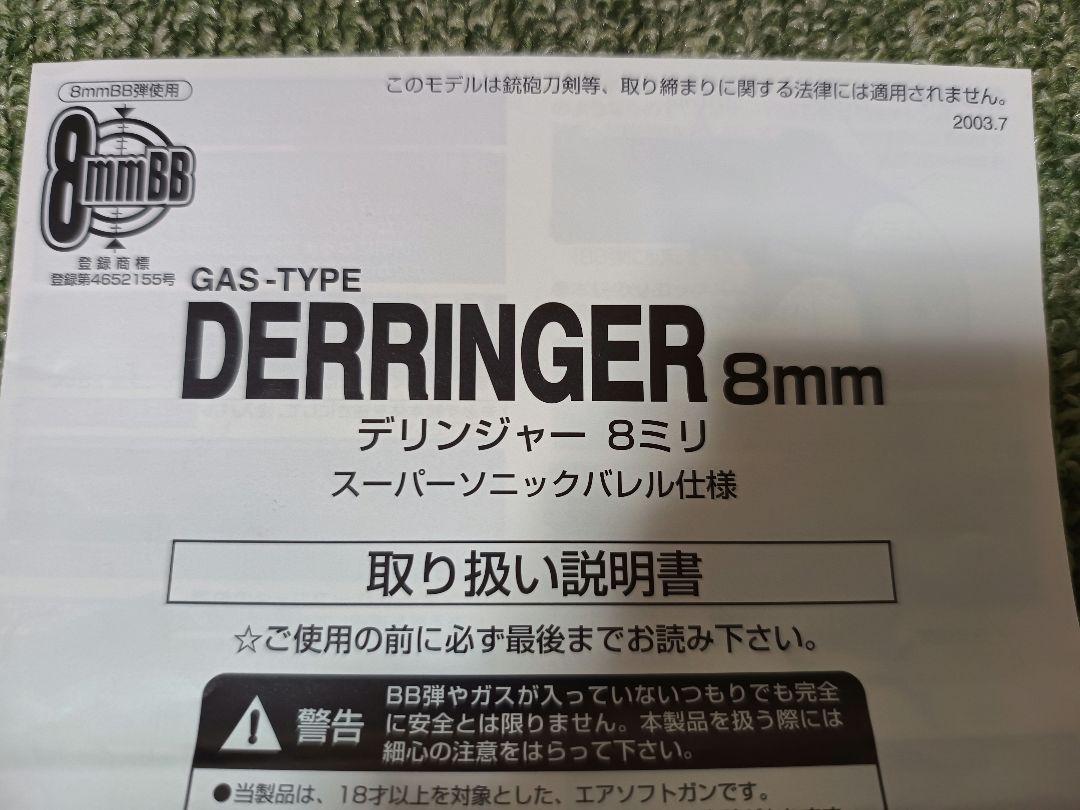 8mmBB弾使用
このモデルは銃砲刀剣等、取り締まりに関する法律には適用されません。
2003.7
8mmBB
登録商標
登録第4652155号
GAS-TYPE
DERRINGER 8mm
デリンジャー 8ミリ
スーパーソニックバレル仕様
取り扱い説明書
☆ご使用の前に必ず最後までお読み下さい。
警告
BB弾やガスが入っていないつもりでも完全
に安全とは限りません。本製品を扱う際には
細心の注意をはらって下さい。
●当製品は、18才以上を対象とした、エアソフトガンです。